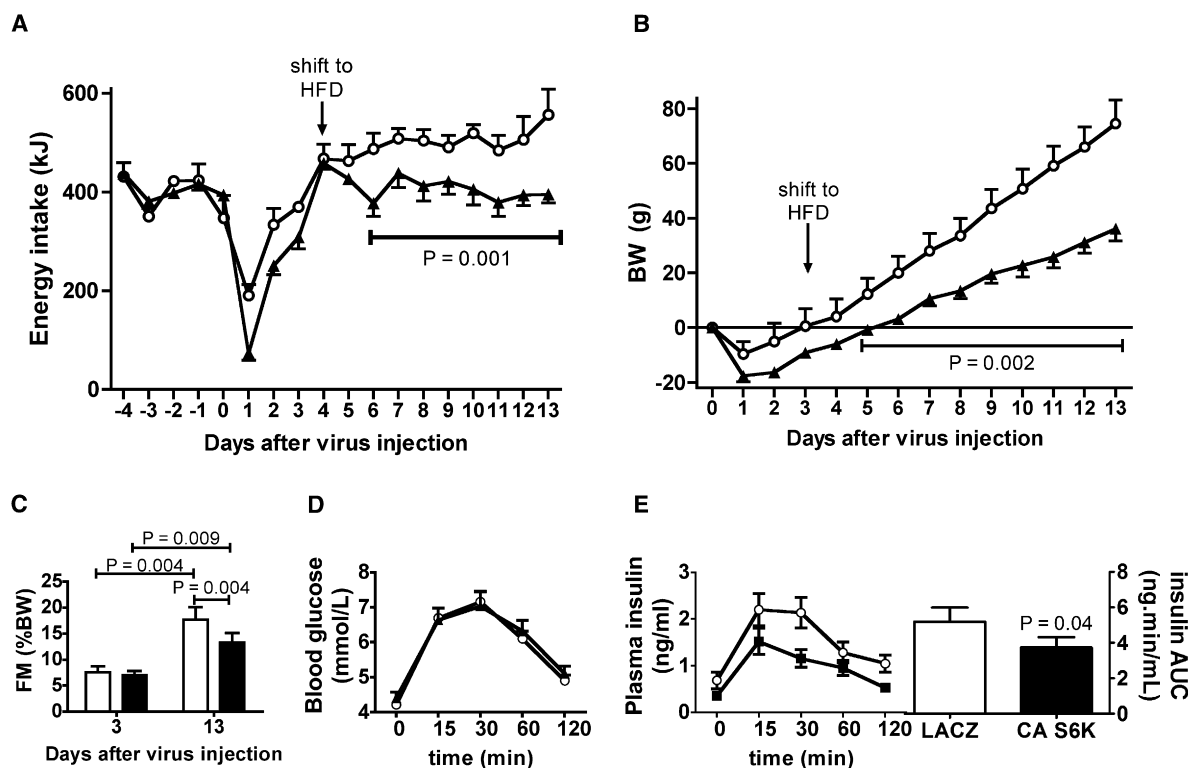 A
shift to
HFD
Energy intake (kJ)
600
400
200
0
P = 0.001
-4 -3 -2 -1 0 1 2 3 4 5 6 7 8 9 10 11 12 13
Days after virus injection
B
shift to
HFD
BW (g)
80
60
40
20
0
-20
P = 0.002
0 1 2 3 4 5 6 7 8 9 10 11 12 13
Days after virus injection
C
P = 0.009
P = 0.004
P = 0.004
FM (%BW)
25
20
15
10
5
0
3 13
Days after virus injection
D
Blood glucose
(mmol/L)
8
7
6
5
4
0 15 30 60 120
time (min)
E
Plasma insulin
(ng/ml)
3
2
1
0
0 15 30 60 120
time (min)
P = 0.04
LACZ CA S6K
8
6
4
2
0
insulin AUC
(ng.min/mL)